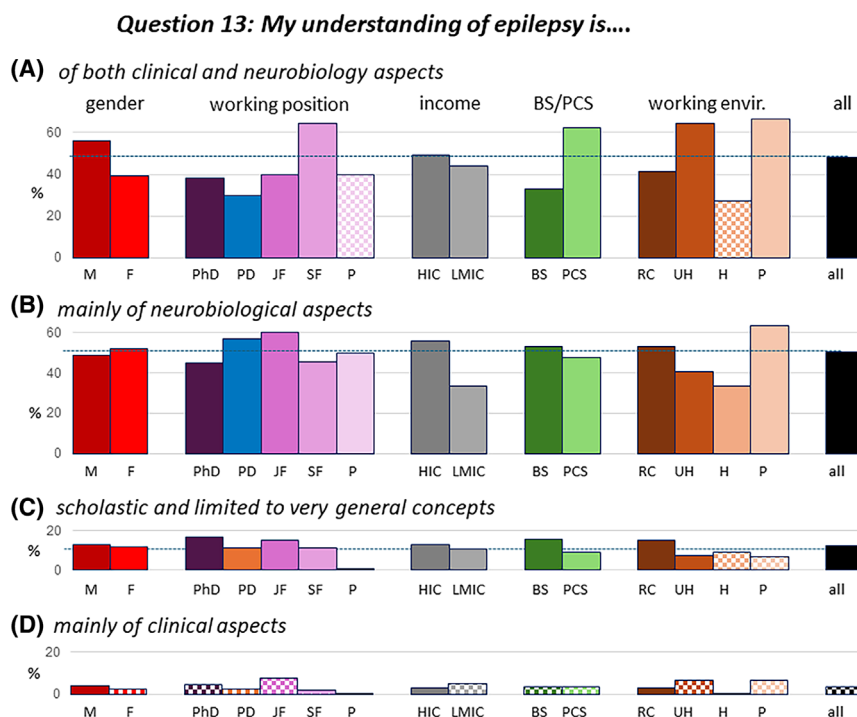 Question 13: My understanding of epilepsy is....
(A) of both clinical and neurobiology aspects
gender working position income BS/PCS working envir. all
60
40
%
20
0
M F PhD PD JF SF P HIC LMIC BS PCS RC UH H P all
(B) mainly of neurobiological aspects
60
40
%
20
0
M F PhD PD JF SF P HIC LMIC BS PCS RC UH H P all
(C) scholastic and limited to very general concepts
20
%
0
M F PhD PD JF SF P HIC LMIC BS PCS RC UH H P all
(D) mainly of clinical aspects
20
%
0
M F PhD PD JF SF P HIC LMIC BS PCS RC UH H P all